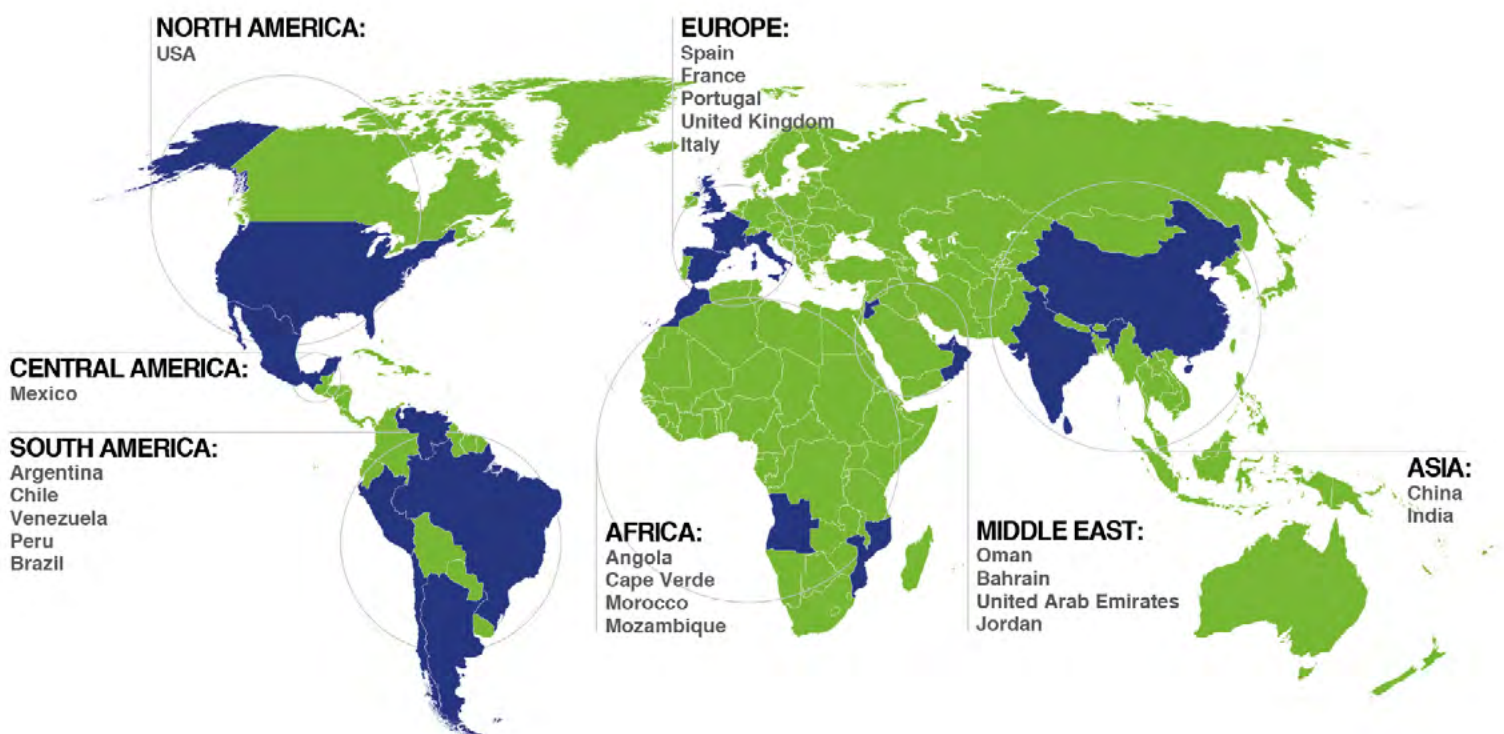 NORTH AMERICA:
USA
EUROPE:
Spain
France
Portugal
United Kingdom
Italy
CENTRAL AMERICA:
Mexico
SOUTH AMERICA:
Argentina
Chile
Venezuela
Peru
Brazil
AFRICA:
Angola
Cape Verde
Morocco
Mozambique
MIDDLE EAST:
Oman
Bahrain
United Arab Emirates
Jordan
ASIA:
China
India